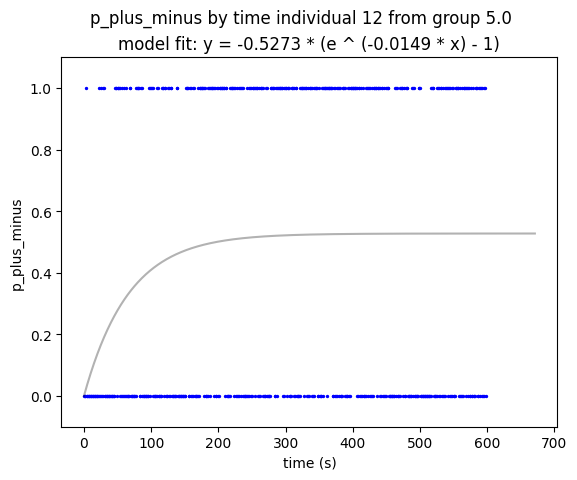 p_plus_minus by time individual 12 from group 5.0
model fit: y = -0.5273 * (e ^ (-0.0149 * x) - 1)
1.0
0.8
0.6
0.4
0.2
0.0
p_plus_minus
0 100 200 300 400 500 600 700
time (s)